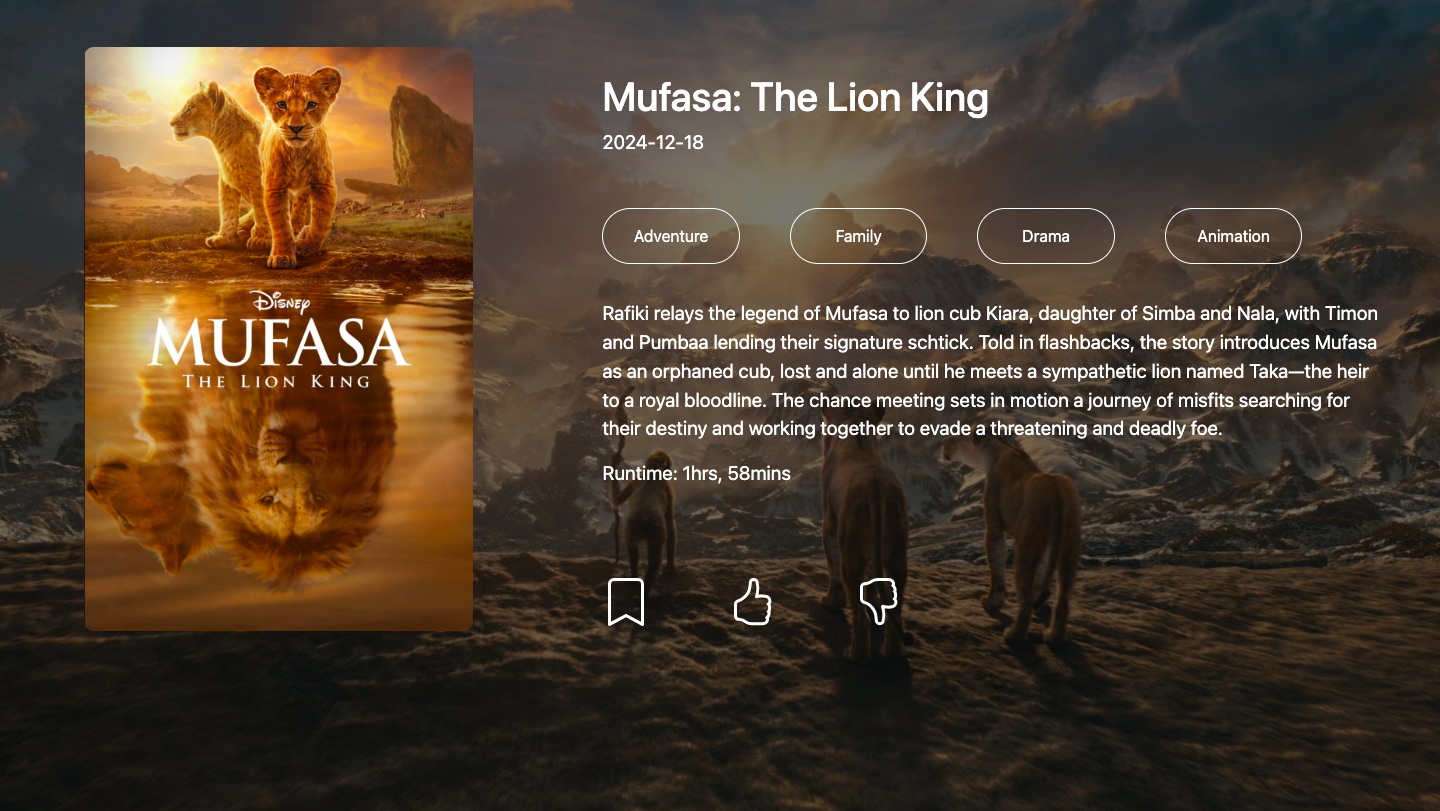 Disney
MUFASA
THE LION KING
Mufasa: The Lion King
2024-12-18
Adventure
Family
Drama
Animation
Rafiki relays the legend of Mufasa to lion cub Kiara, daughter of Simba and Nala, with Timon
and Pumbaa lending their signature schtick. Told in flashbacks, the story introduces Mufasa
as an orphaned cub, lost and alone until he meets a sympathetic lion named Taka—the heir
to a royal bloodline. The chance meeting sets in motion a journey of misfits searching for
their destiny and working together to evade a threatening and deadly foe.
Runtime: 1hrs, 58mins